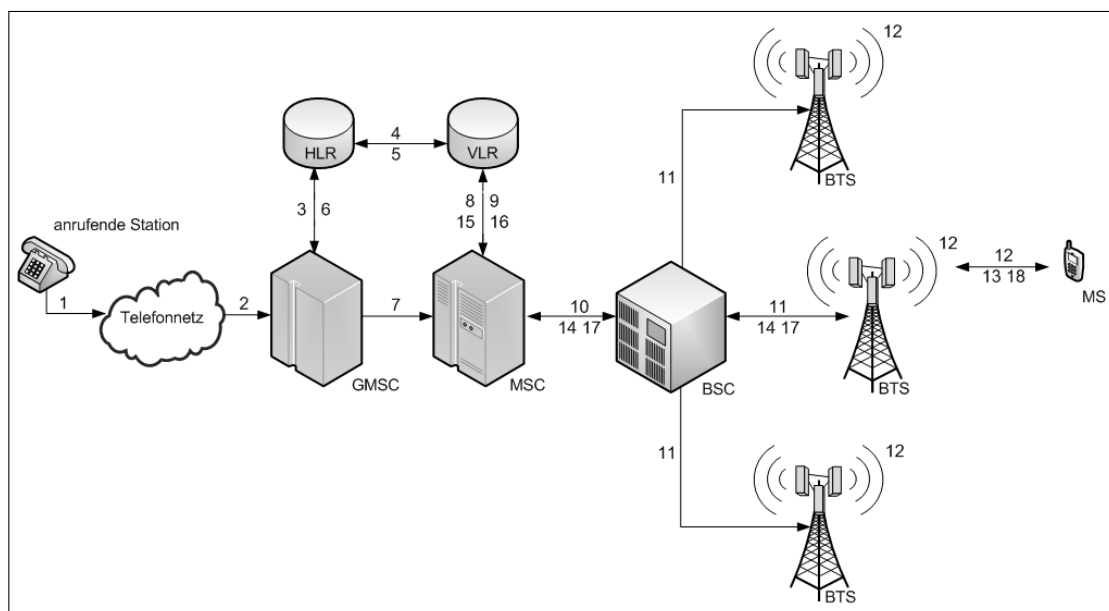 12
BTS
HLR
4
5
VLR
11
3 6
8 9
15 16
anrufende Station
1
Telefonnetz
2
GMSC
7
MSC
10
14 17
BSC
11
14 17
12
BTS
12
13 18
MS
11
12
BTS